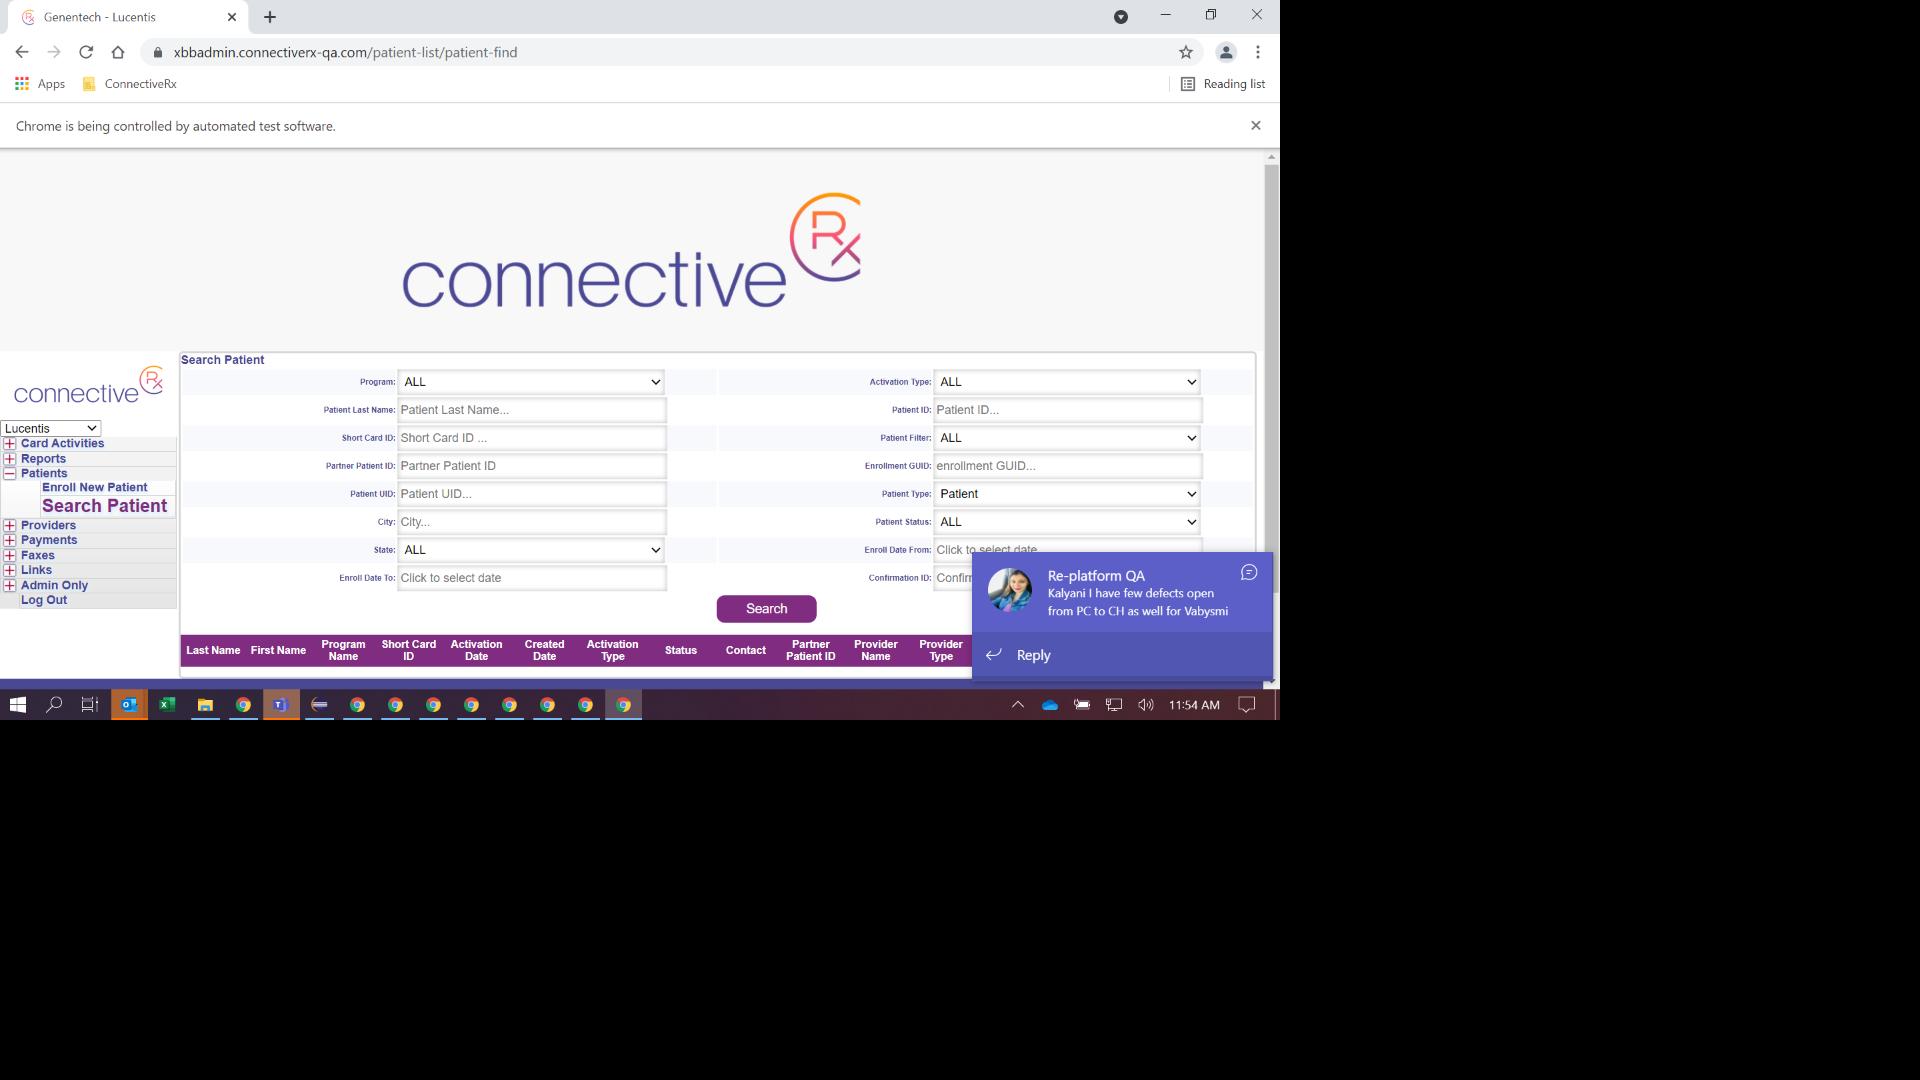 Genentech - Lucentis
xbbadmin.connectiverx-qa.com/patient-list/patient-find
Apps
ConnectiveRx
Reading list
Chrome is being controlled by automated test software.
connective Rx
connective Rx
Lucentis
Card Activities
Reports
Patients
Enroll New Patient
Search Patient
Providers
Payments
Faxes
Links
Admin Only
Log Out
Search Patient
Program: ALL
Activation Type: ALL
Patient Last Name: Patient Last Name...
Patient ID: Patient ID...
Short Card ID: Short Card ID ...
Patient Filter: ALL
Partner Patient ID: Partner Patient ID
Enrollment GUID: enrollment GUID...
Patient UID: Patient UID...
Patient Type: Patient
City: City...
Patient Status: ALL
State: ALL
Enroll Date From: Click to select date
Enroll Date To: Click to select date
Confirmation ID: Confirm
Search
Last Name First Name Program Name Short Card ID Activation Date Created Date Activation Type Status Contact Partner Patient ID Provider Name Provider Type
Re-platform QA
Kalyani I have few defects open
from PC to CH as well for Vabysmi
Reply
11:54 AM